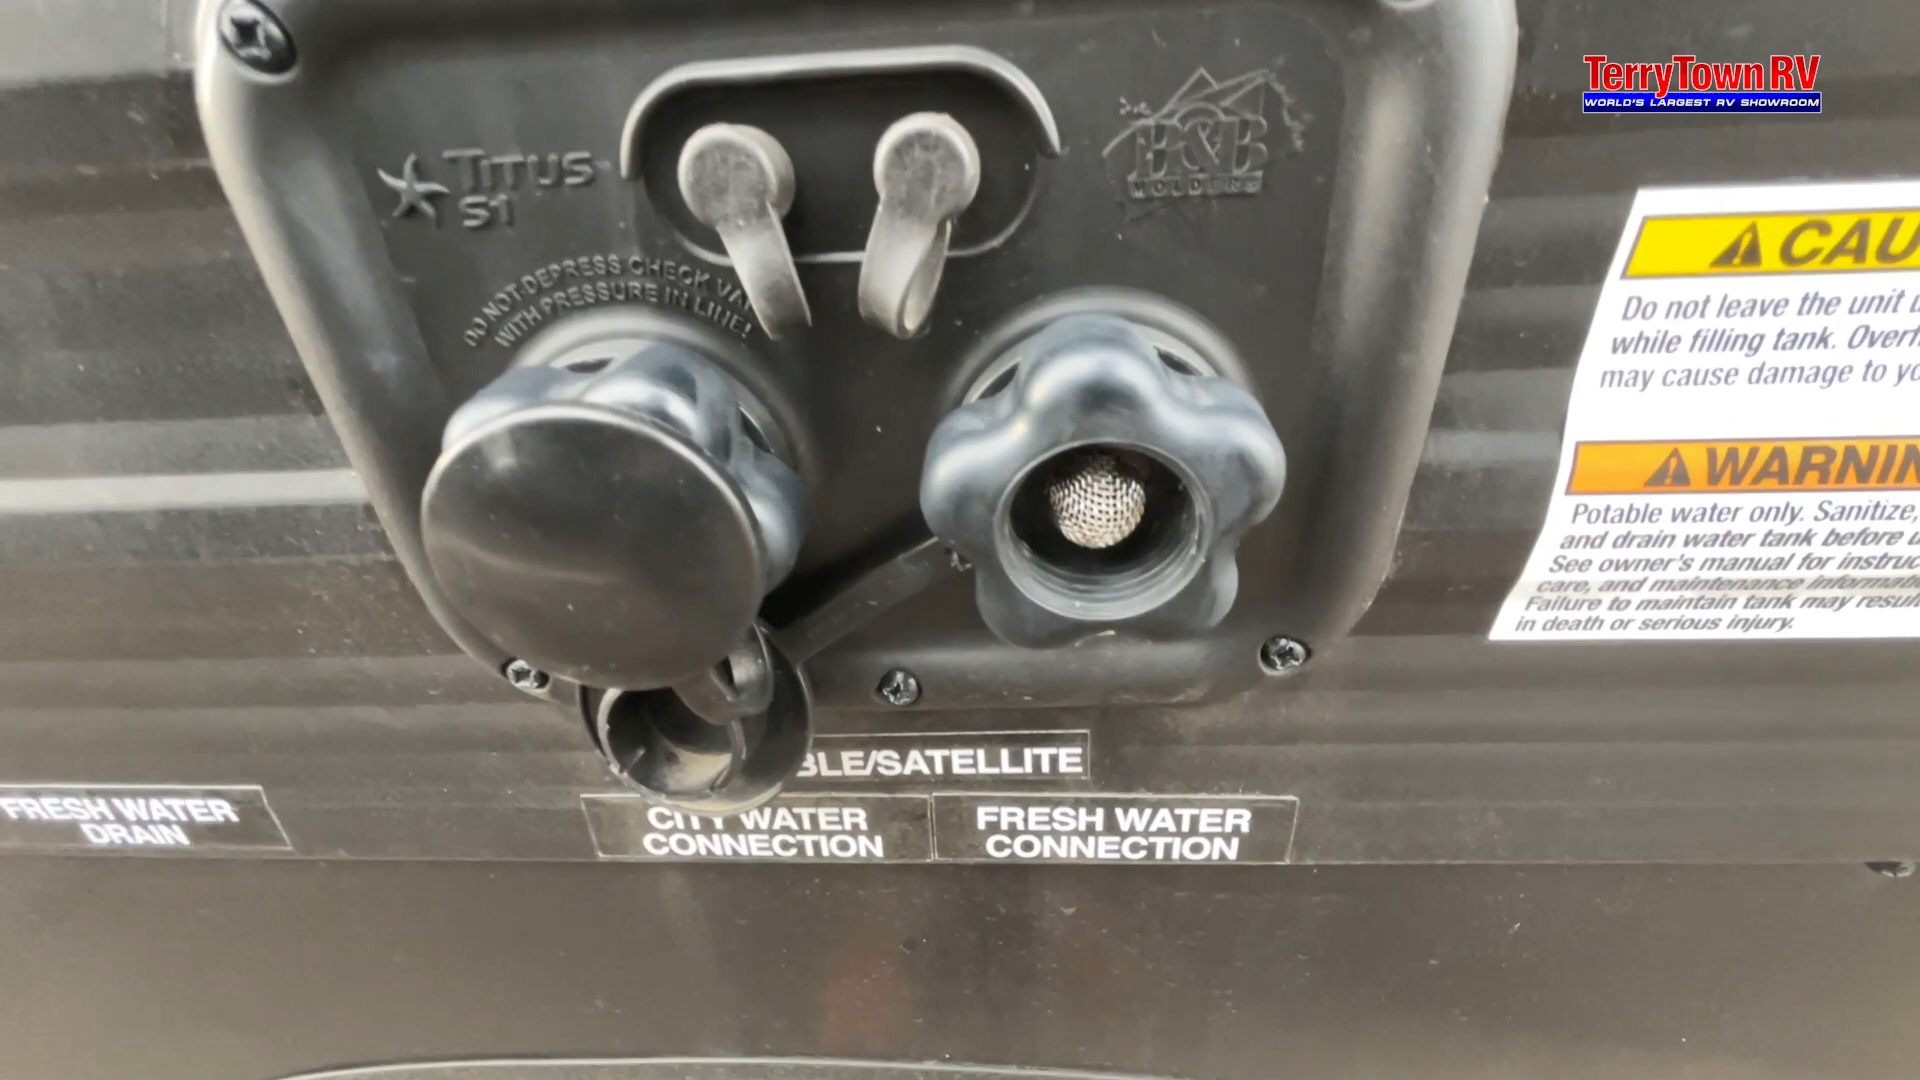 TerryTown RV
WORLD'S LARGEST RV SHOWROOM
TITUS
S1
B&B
MOLDERS
DO NOT DEPRESS CHECK VA
WITH PRESSURE IN LINE!
CAU
Do not leave the unit u
while filling tank. Overf
may cause damage to yo
WARNIN
Potable water only. Sanitize,
and drain water tank before u
See owner's manual for instruc
care, and maintenance informati
Failure to maintain tank may resul
in death or serious injury.
BLE/SATELLITE
FRESH WATER
DRAIN
CITY WATER
CONNECTION
FRESH WATER
CONNECTION